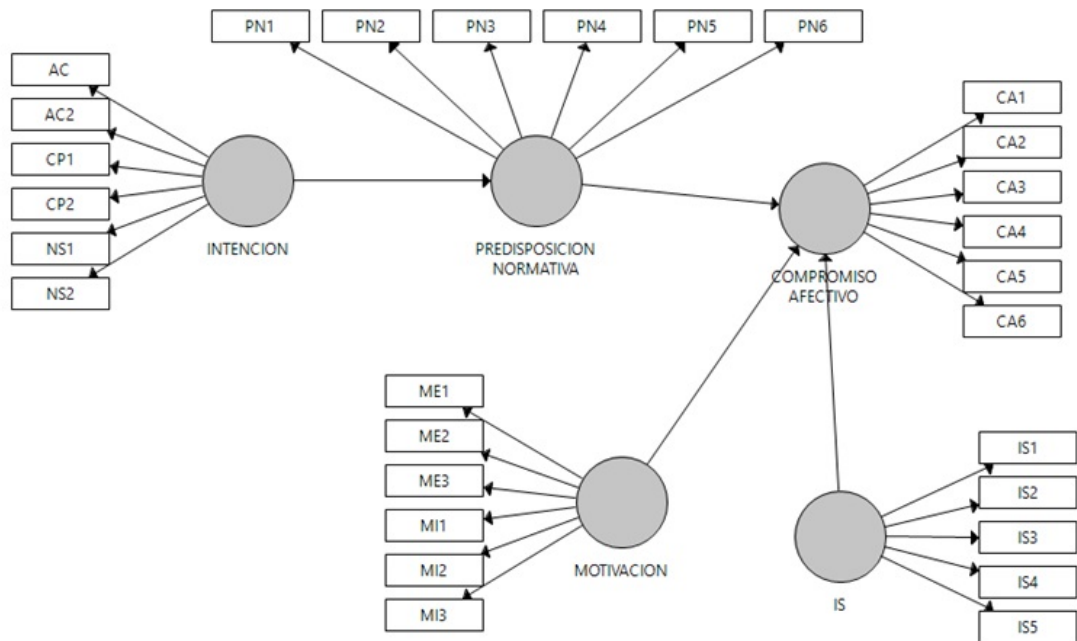 PN1
PN2
PN3
PN4
PN5
PN6
AC
AC2
CP1
CP2
NS1
NS2
INTENCION
PREDISPOSICION
NORMATIVA
COMPROMISO
AFECTIVO
CA1
CA2
CA3
CA4
CA5
CA6
ME1
ME2
ME3
MI1
MI2
MI3
MOTIVACION
IS
IS1
IS2
IS3
IS4
IS5